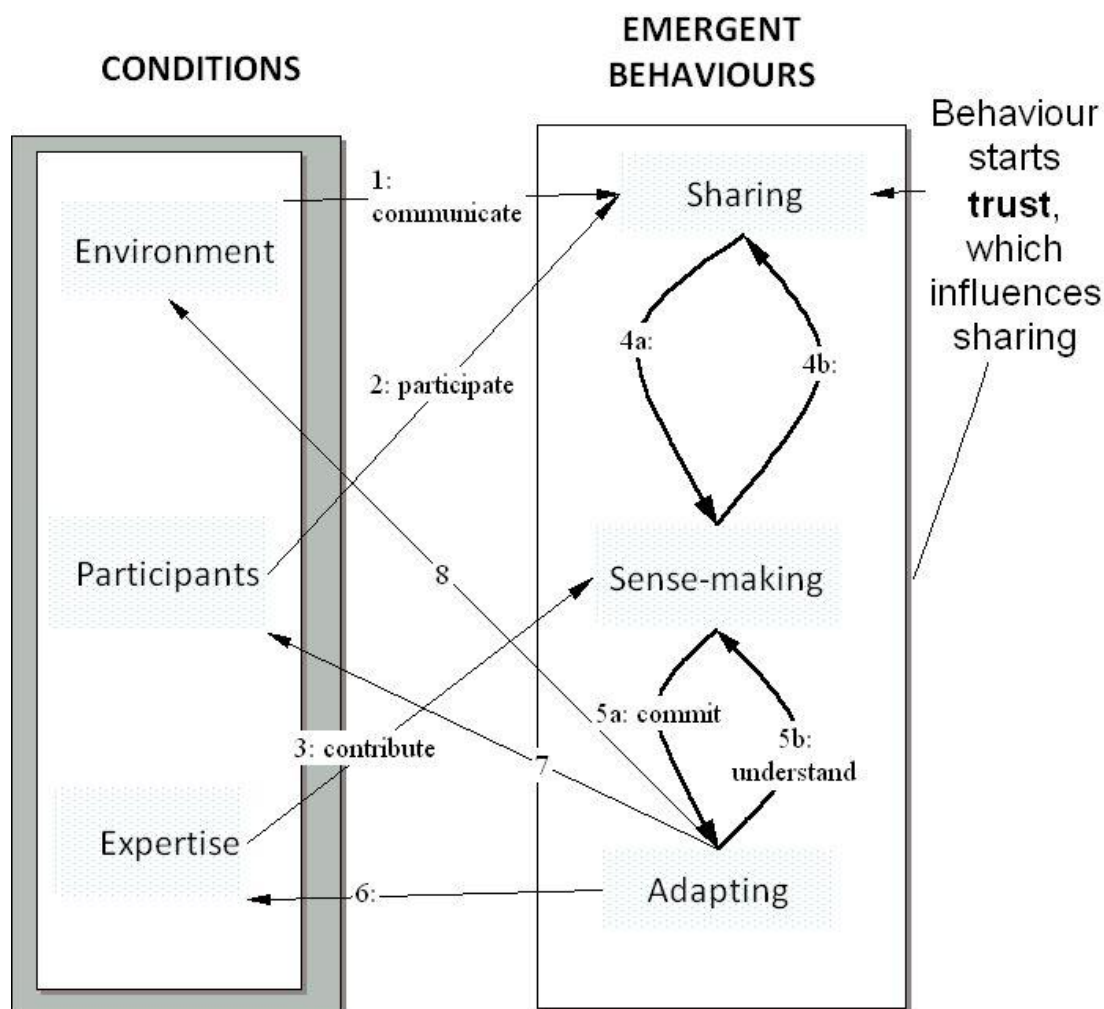 CONDITIONS
EMERGENT
BEHAVIOURS
Environment
Participants
Expertise
1:
communicate
2: participate
3: contribute
8
7
6:
Sharing
4a:
4b:
Sense-making
5a: commit
5b:
understand
Adapting
Behaviour
starts
trust,
which
influences
sharing